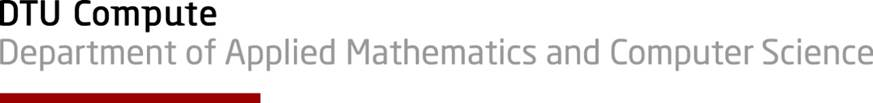 DTU Compute
Department of Applied Mathematics and Computer Science